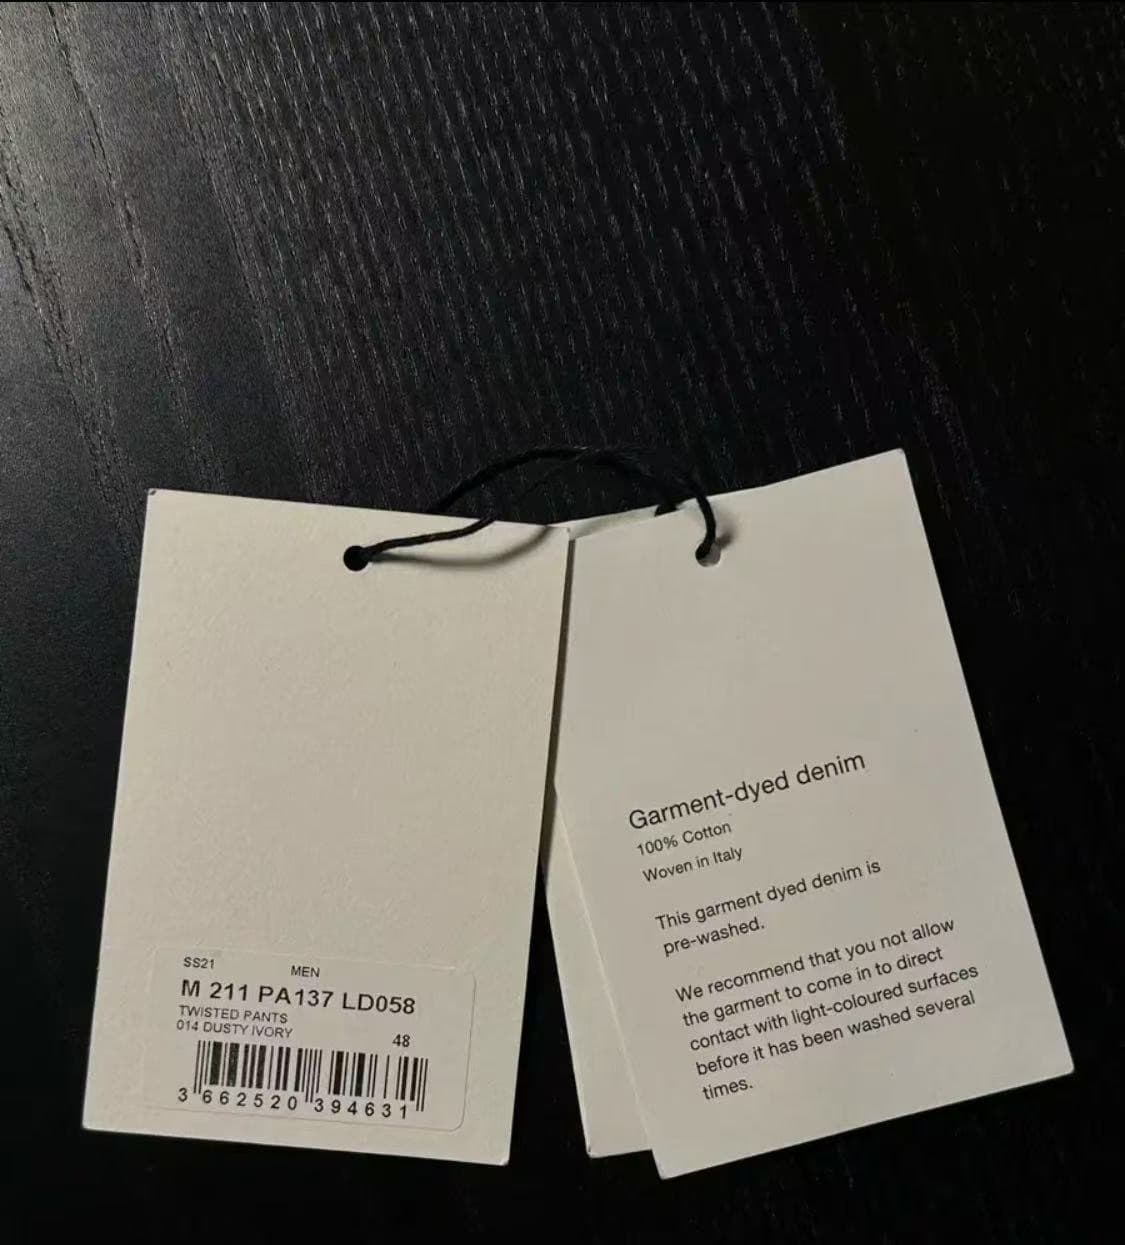 SS21 MEN
M 211 PA137 LD058
TWISTED PANTS
014 DUSTY IVORY
48
3 662520 394631
Garment-dyed denim
100% Cotton
Woven in Italy
This garment dyed denim is
pre-washed.
We recommend that you not allow
the garment to come in to direct
contact with light-coloured surfaces
before it has been washed several
times.